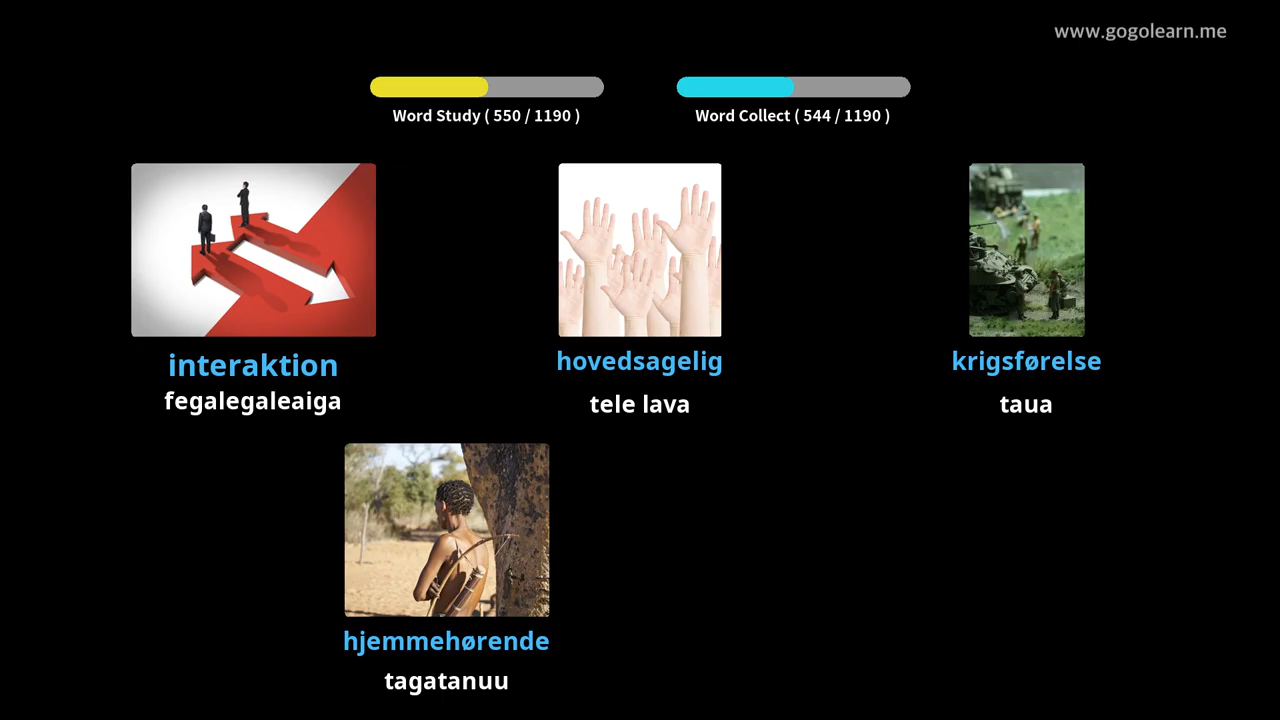 www.gogolearn.me
Word Study ( 550 / 1190 )
Word Collect ( 544 / 1190 )
interaktion
fegalegaleaiga
hovedsagelig
tele lava
krigsførelse
taua
hjemmehørende
tagatanuu